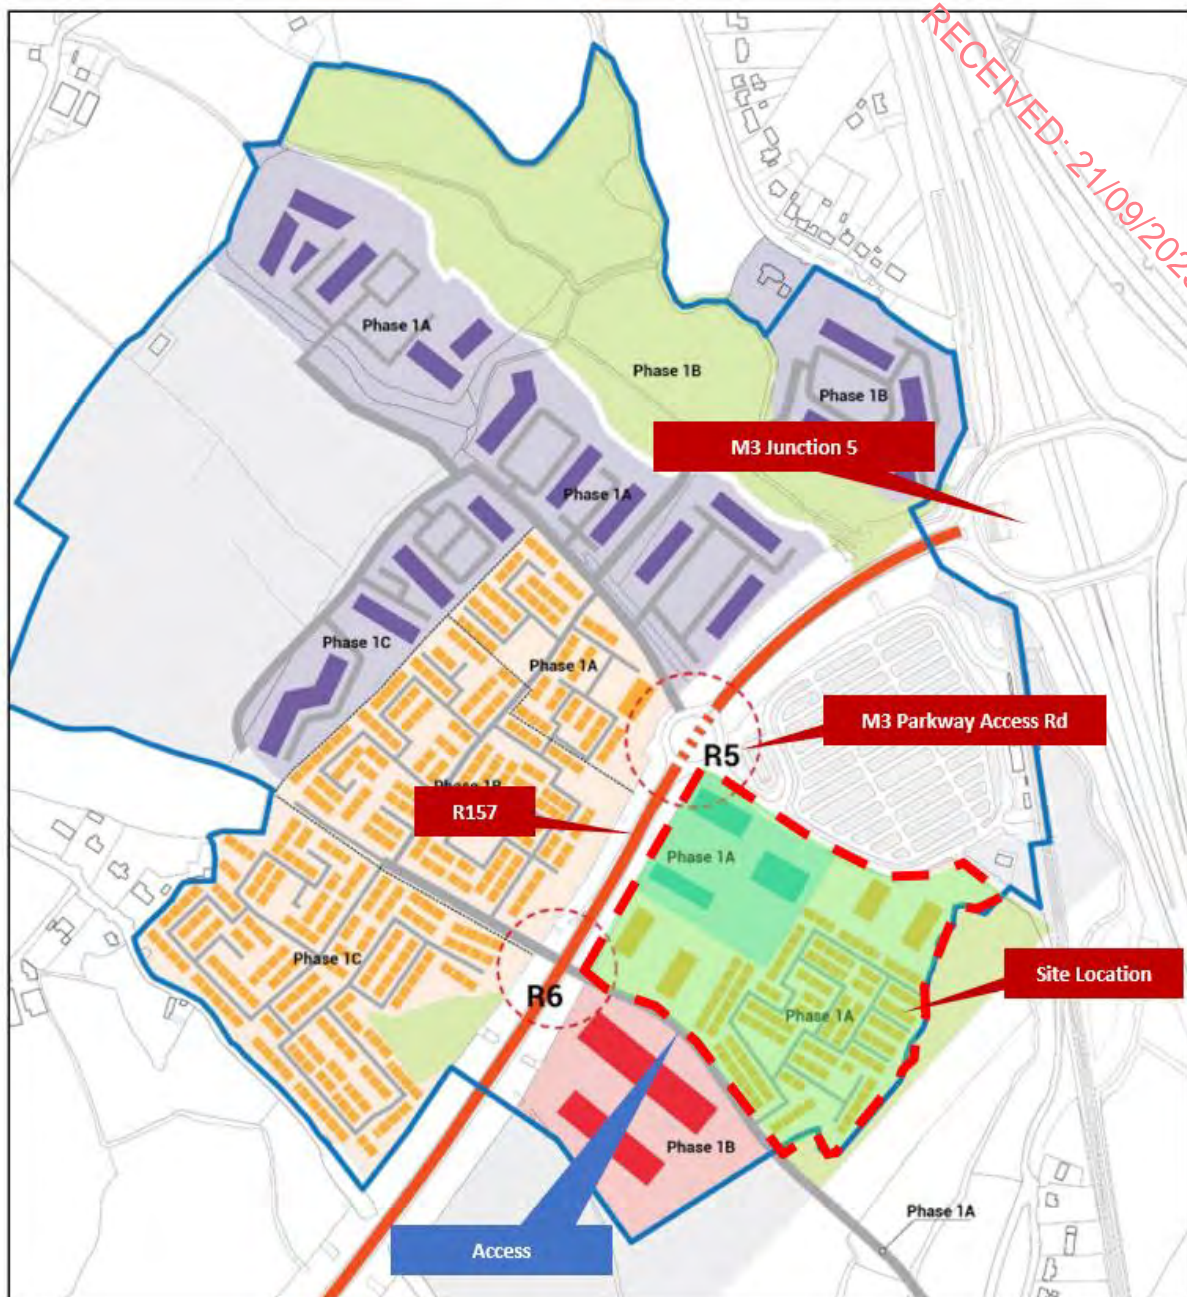 RECEIVED: 21/09/202
Phase 1A
Phase 1B
Phase 1B
M3 Junction 5
Phase 1A
Phase 1C
Phase 1A
M3 Parkway Access Rd
R5
Phase 1B
R157
Phase 1A
Phase 1C
Site Location
R6
Phase 1A
Phase 1B
Phase 1A
Access